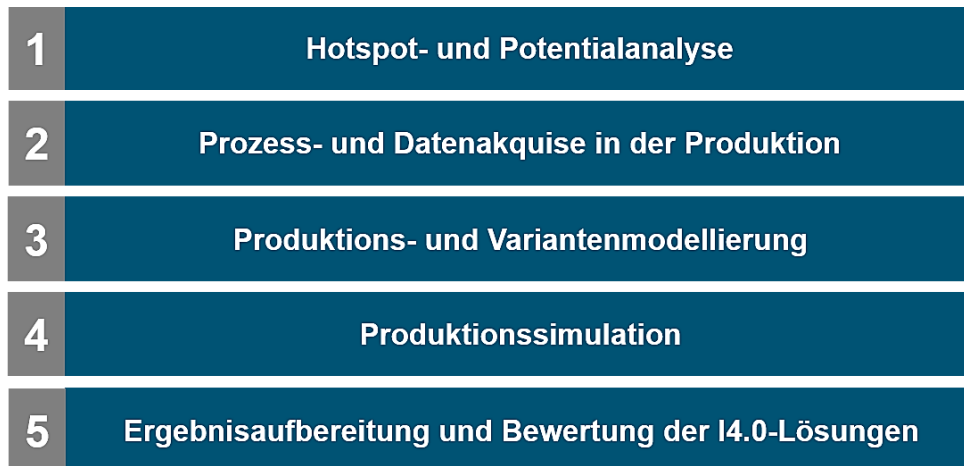 1 Hotspot- und Potentialanalyse
2 Prozess- und Datenakquise in der Produktion
3 Produktions- und Variantenmodellierung
4 Produktionssimulation
5 Ergebnisaufbereitung und Bewertung der I4.0-Lösungen